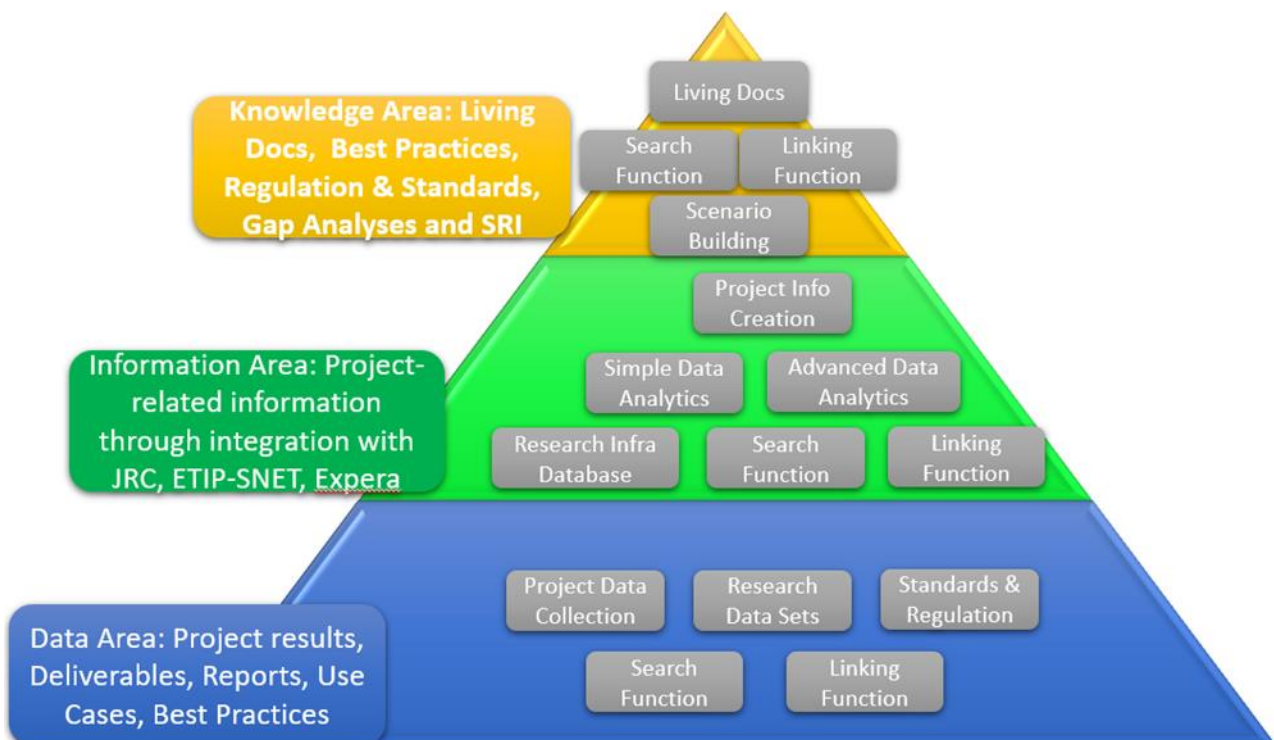 Living Docs
Knowledge Area: Living
Docs, Best Practices,
Regulation & Standards,
Gap Analyses and SRI
Search
Function
Linking
Function
Scenario
Building
Project Info
Creation
Information Area: Project-
related information
through integration with
JRC, ETIP-SNET, Expera
Simple Data
Analytics
Advanced Data
Analytics
Research Infra
Database
Search
Function
Linking
Function
Project Data
Collection
Research
Data Sets
Standards &
Regulation
Data Area: Project results,
Deliverables, Reports, Use
Cases, Best Practices
Search
Function
Linking
Function